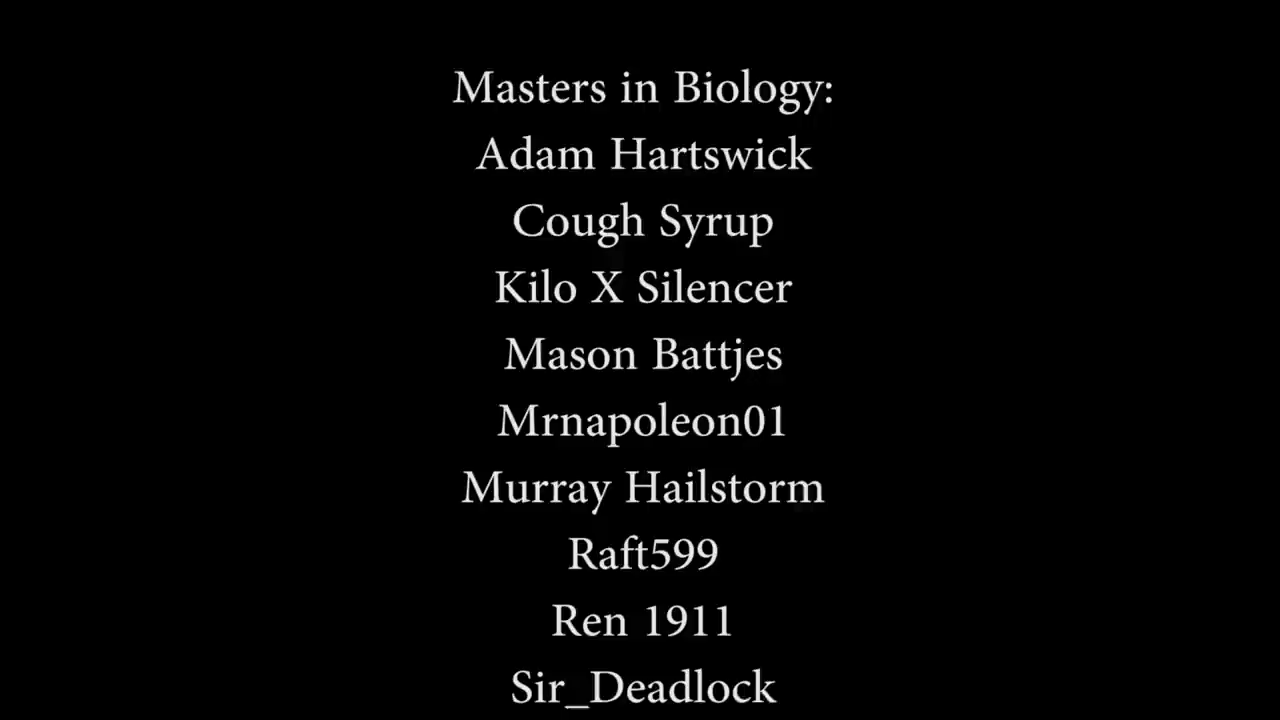 Masters in Biology:
Adam Hartswick
Cough Syrup
Kilo X Silencer
Mason Battjes
Mrnapoleon01
Murray Hailstorm
Raft599
Ren 1911
Sir_Deadlock